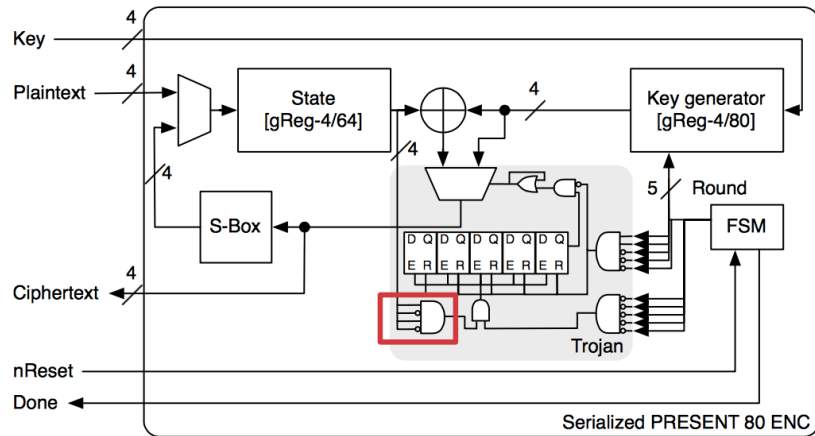 Key
4
Plaintext
4
State
[gReg-4/64]
4
4
Key generator
[gReg-4/80]
4
S-Box
5
Round
FSM
D Q D Q D Q D Q D Q
E R E R E R E R E R
4
Ciphertext
Trojan
nReset
Done
Serialized PRESENT 80 ENC